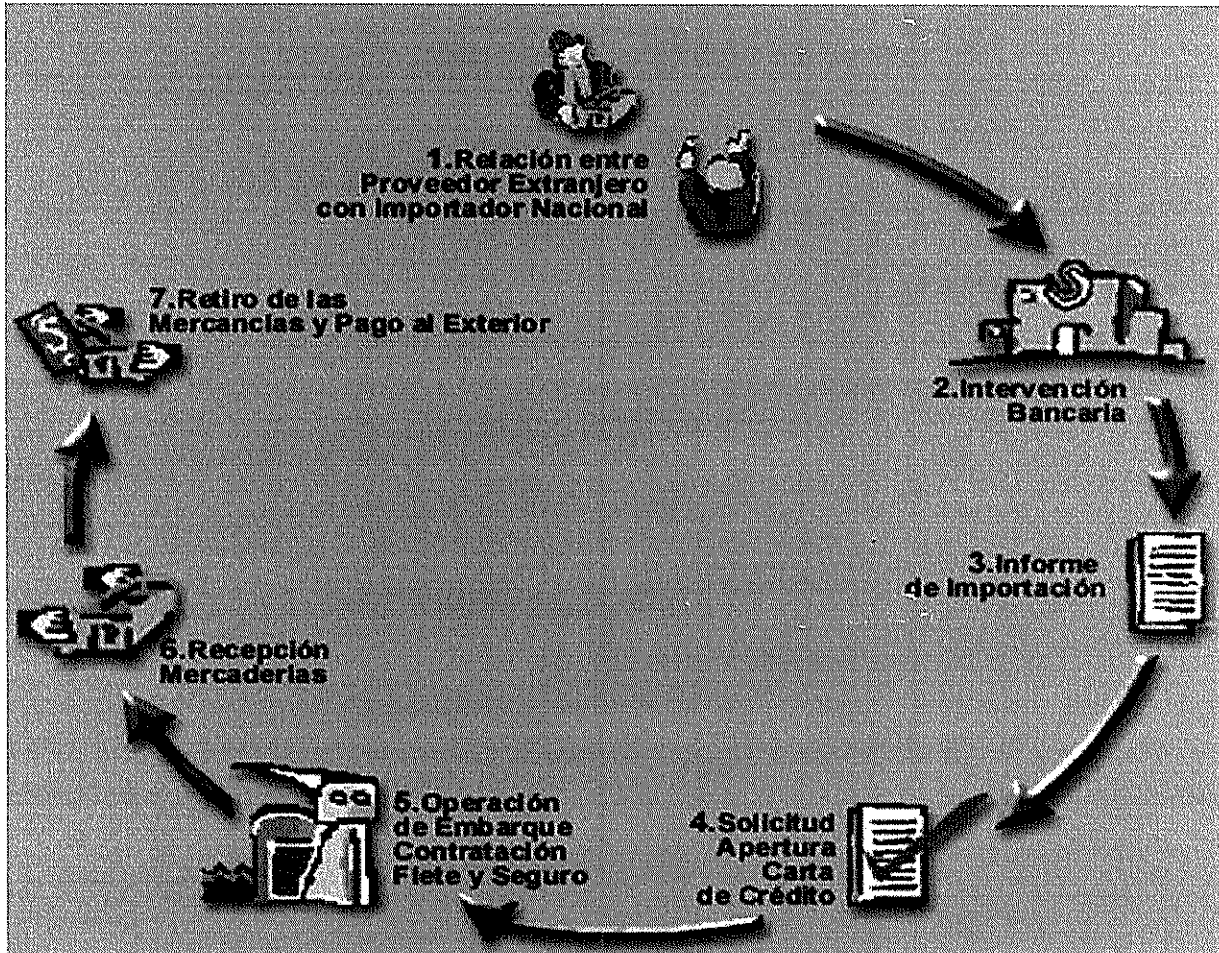 1.Relación entre
Proveedor Extranjero
con Importador Nacional
2.Intervención
Bancaria
3.Informe
de Importación
4.Solicitud
Apertura
Carta
de Crédito
5.Operación
de Embarque
Contratación
Flete y Seguro
6.Recepción
Mercaderías
7.Retiro de las
Mercancías y Pago al Exterior